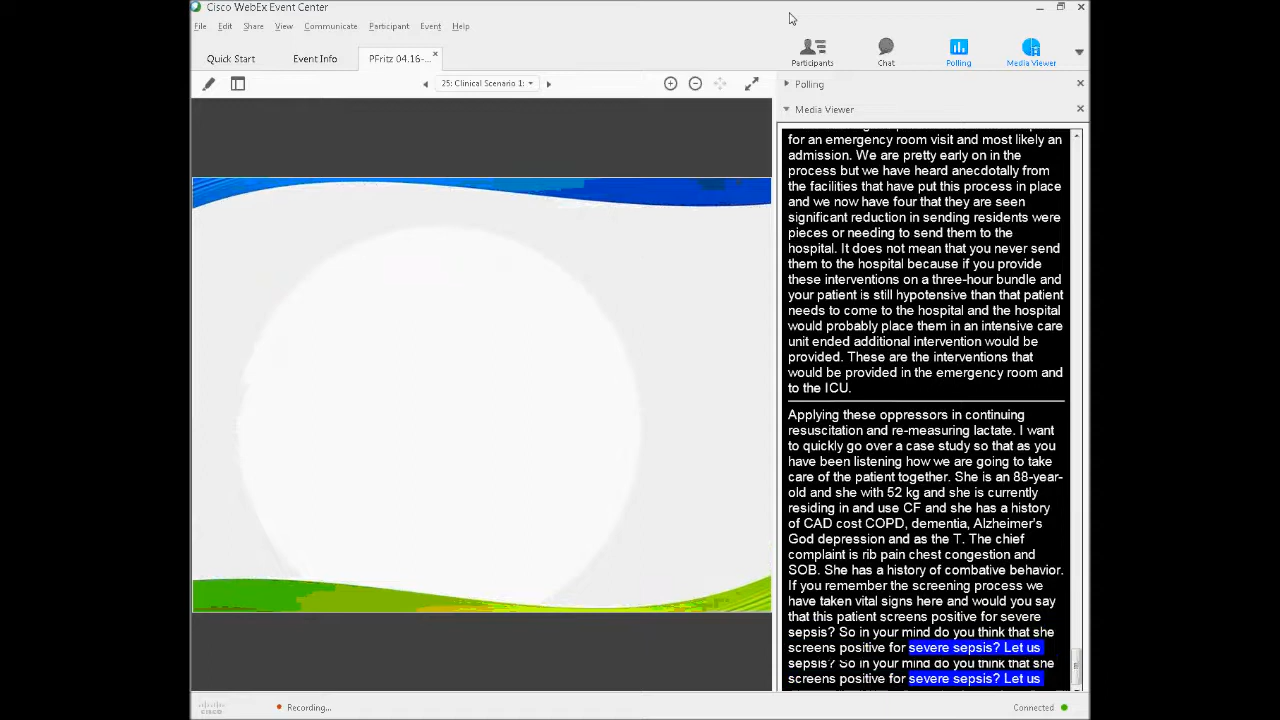 Cisco WebEx Event Center
File Edit Share View Communicate Participant Event Help
Quick Start Event Info PFritz 04.16-...
Participants Chat Polling Media Viewer
25: Clinical Scenario 1:
Polling
Media Viewer
for an emergency room visit and most likely an
admission. We are pretty early on in the
process but we have heard anecdotally from
the facilities that have put this process in place
and we now have four that they are seen
significant reduction in sending residents were
pieces or needing to send them to the
hospital. It does not mean that you never send
them to the hospital because if you provide
these interventions on a three-hour bundle and
your patient is still hypotensive than that patient
needs to come to the hospital and the hospital
would probably place them in an intensive care
unit ended additional intervention would be
provided. These are the interventions that
would be provided in the emergency room and
to the ICU.
Applying these oppressors in continuing
resuscitation and re-measuring lactate. I want
to quickly go over a case study so that as you
have been listening how we are going to take
care of the patient together. She is an 88-year-
old and she with 52 kg and she is currently
residing in and use CF and she has a history
of CAD cost COPD, dementia, Alzheimer's
God depression and as the T. The chief
complaint is rib pain chest congestion and
SOB. She has a history of combative behavior.
If you remember the screening process we
have taken vital signs here and would you say
that this patient screens positive for severe
sepsis? So in your mind do you think that she
screens positive for severe sepsis? Let us
sepsis? So in your mind do you think that she
screens positive for severe sepsis? Let us
Recording...
Connected